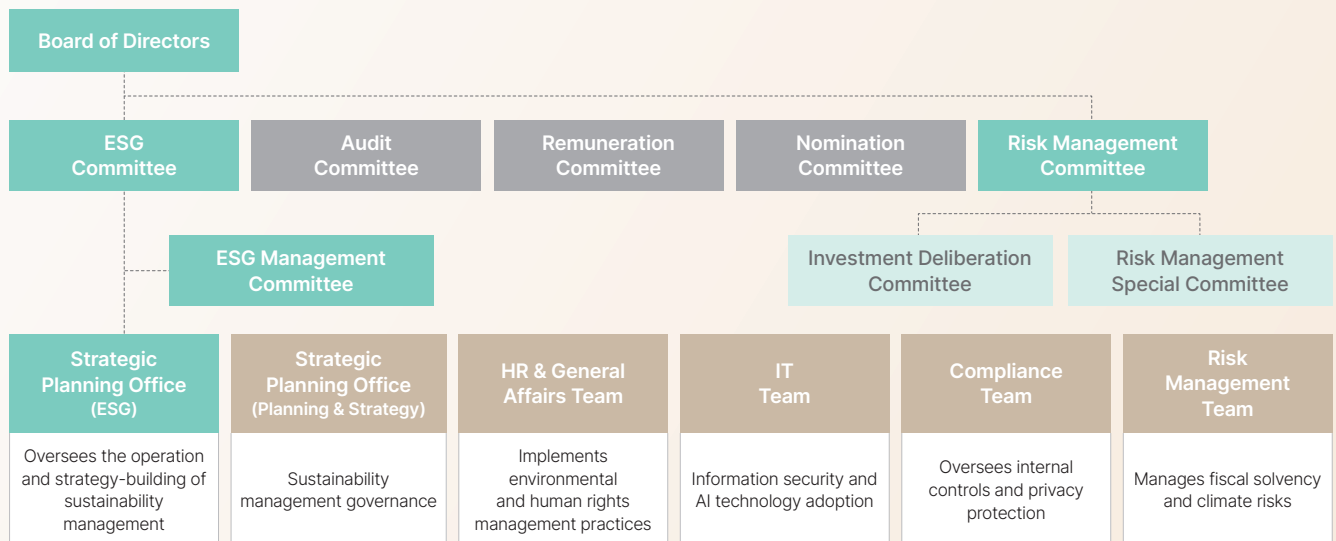 Board of Directors
ESG
Committee
Audit
Committee
Remuneration
Committee
Nomination
Committee
Risk Management
Committee
ESG Management
Committee
Investment Deliberation
Committee
Risk Management
Special Committee
Strategic
Planning Office
(ESG)
Oversees the operation
and strategy-building of
sustainability
management
Strategic
Planning Office
(Planning & Strategy)
Sustainability
management governance
HR & General
Affairs Team
Implements
environmental
and human rights
management practices
IT
Team
Information security and
AI technology adoption
Compliance
Team
Oversees internal
controls and privacy
protection
Risk
Management
Team
Manages fiscal solvency
and climate risks